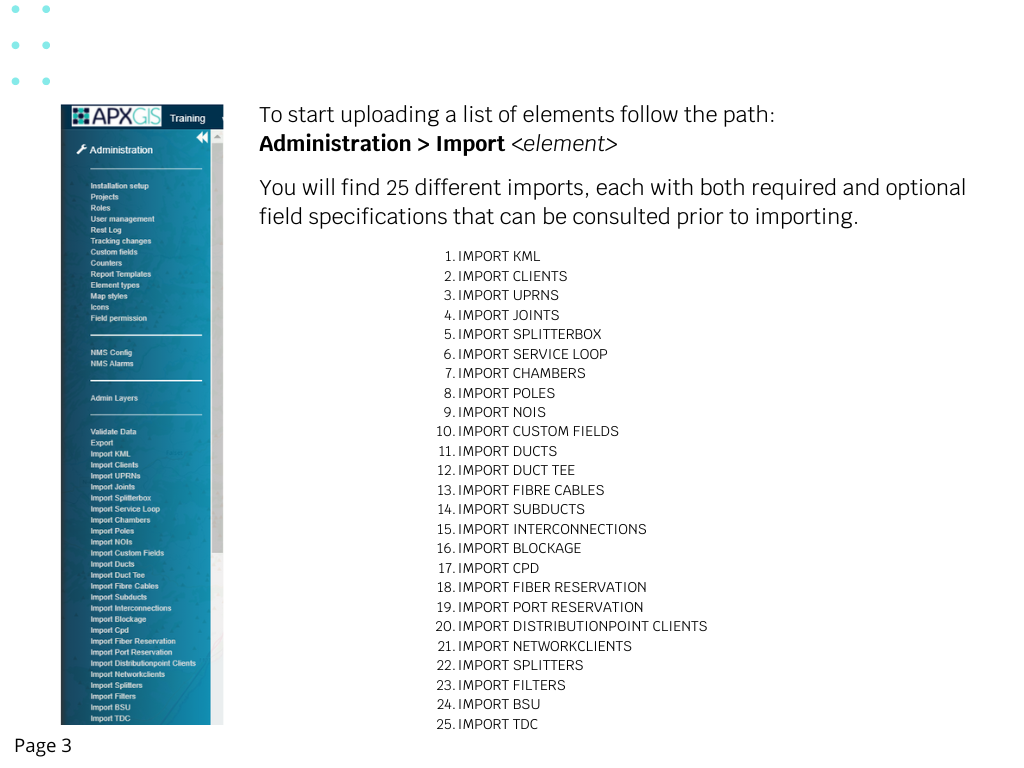 APXGIS Training
Administration
Installation setup
Projects
Roles
User management
Rest Log
Tracking changes
Custom fields
Counters
Report Templates
Element types
Map styles
Icons
Field permission
NMS Config
NMS Alarms
Admin Layers
Validate Data
Export
Import KML
Import Clients
Import UPRNs
Import Joints
Import Splitterbox
Import Service Loop
Import Chambers
Import Poles
Import NOIs
Import Custom Fields
Import Ducts
Import Duct Tee
Import Fibre Cables
Import Subducts
Import Interconnections
Import Blockage
Import Cpd
Import Fiber Reservation
Import Port Reservation
Import Distributionpoint Clients
Import Networkclients
Import Splitters
Import Filters
Import BSU
Import TDC
To start uploading a list of elements follow the path:
Administration > Import <element>
You will find 25 different imports, each with both required and optional
field specifications that can be consulted prior to importing.
1. IMPORT KML
2. IMPORT CLIENTS
3. IMPORT UPRNS
4. IMPORT JOINTS
5. IMPORT SPLITTERBOX
6. IMPORT SERVICE LOOP
7. IMPORT CHAMBERS
8. IMPORT POLES
9. IMPORT NOIS
10. IMPORT CUSTOM FIELDS
11. IMPORT DUCTS
12. IMPORT DUCT TEE
13. IMPORT FIBRE CABLES
14. IMPORT SUBDUCTS
15. IMPORT INTERCONNECTIONS
16. IMPORT BLOCKAGE
17. IMPORT CPD
18. IMPORT FIBER RESERVATION
19. IMPORT PORT RESERVATION
20. IMPORT DISTRIBUTIONPOINT CLIENTS
21. IMPORT NETWORKCLIENTS
22. IMPORT SPLITTERS
23. IMPORT FILTERS
24. IMPORT BSU
25. IMPORT TDC
Page 3